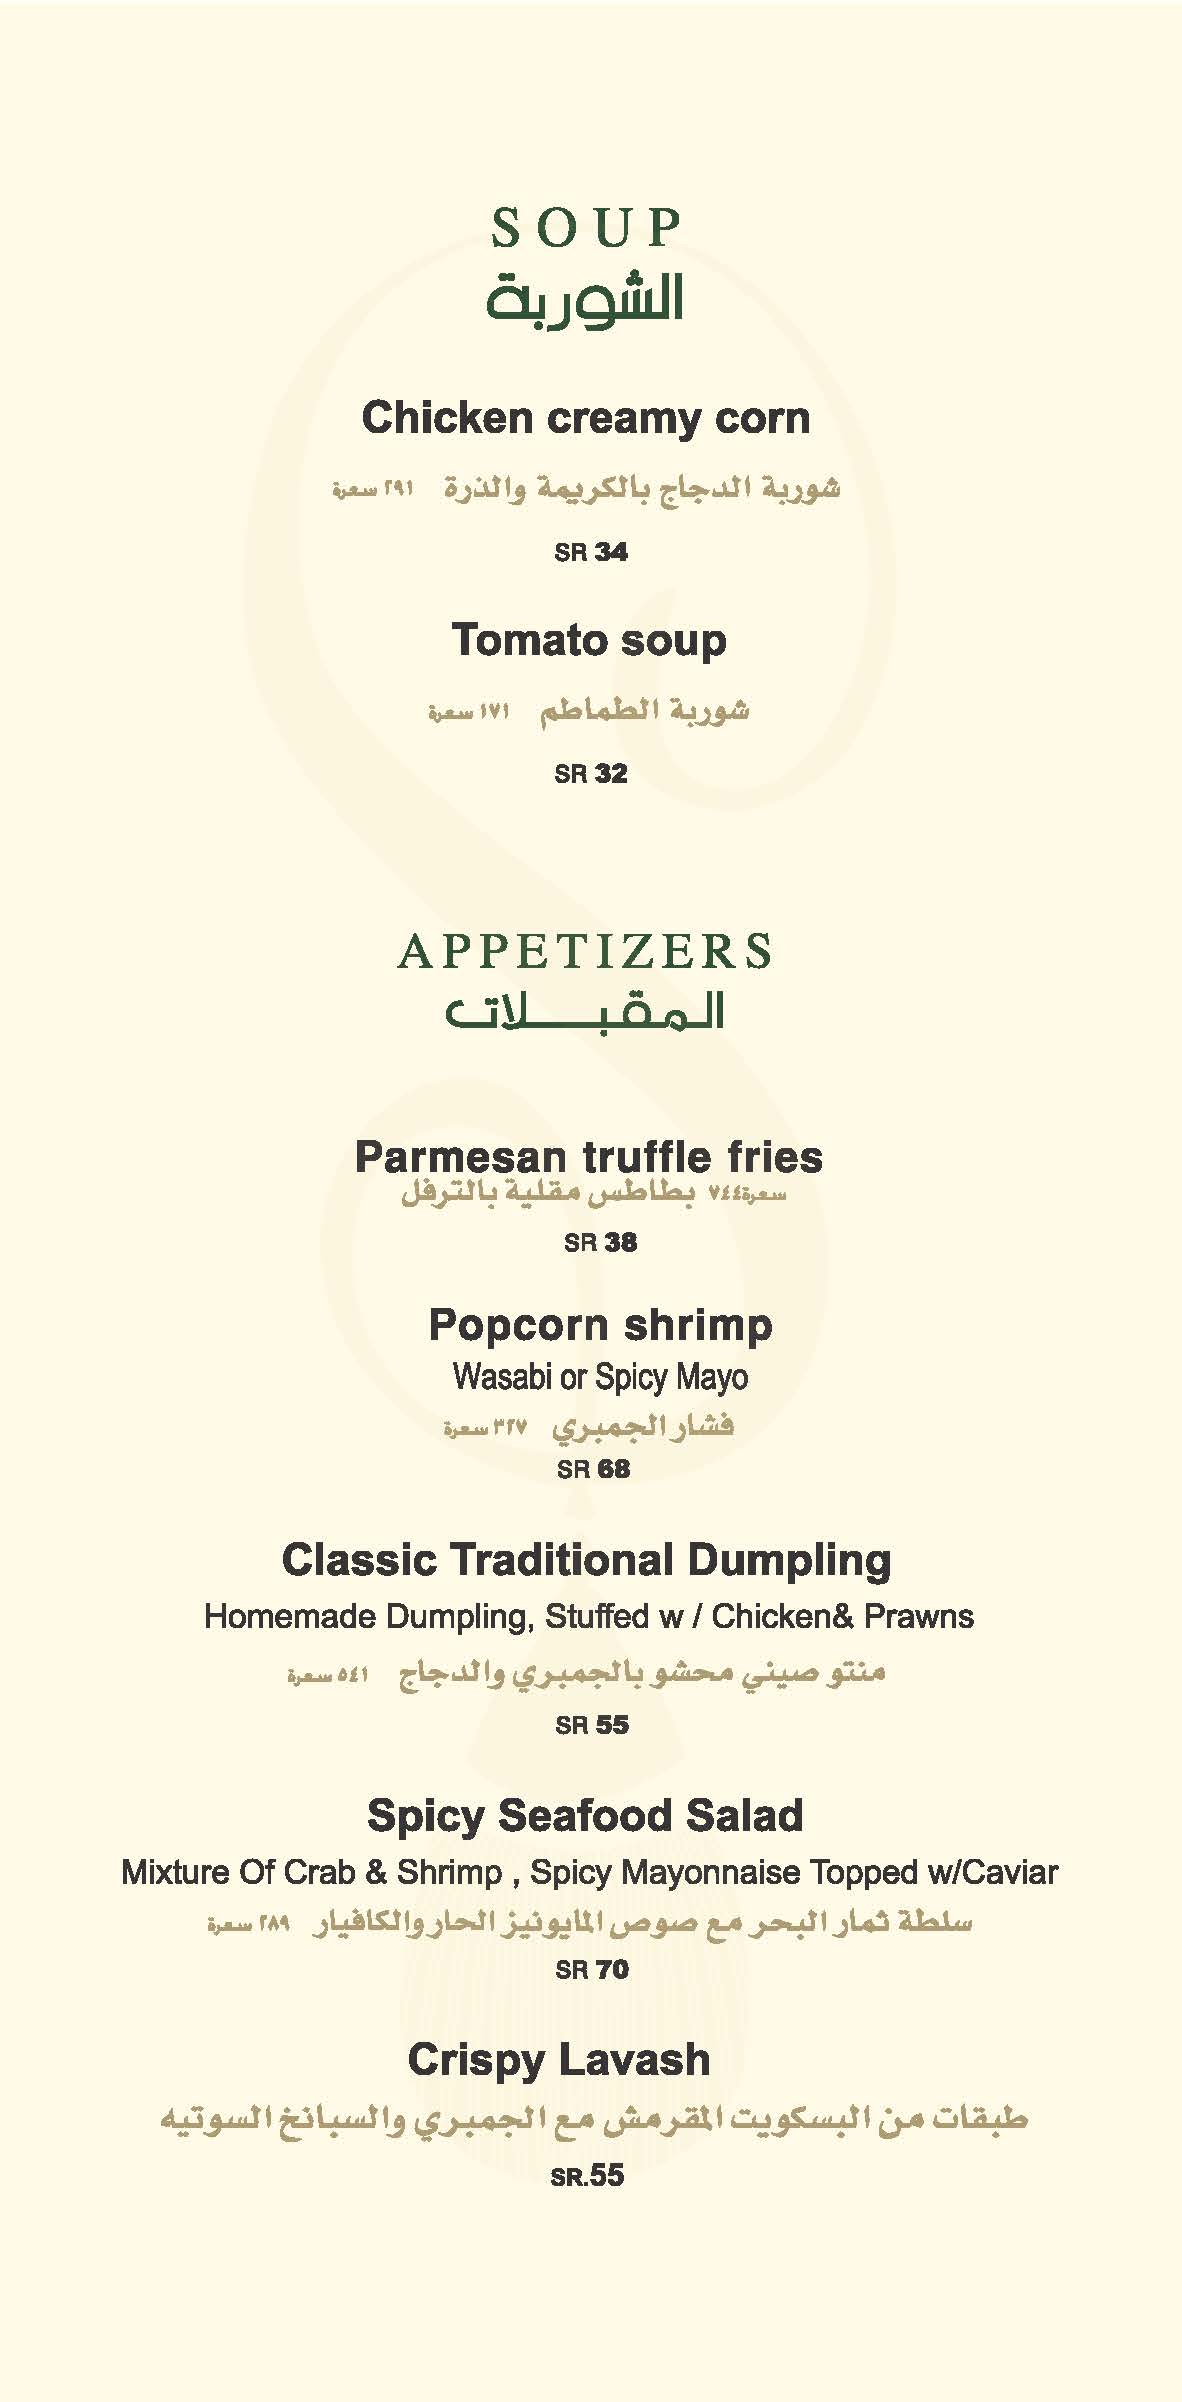 SOUP
الشوربة
Chicken creamy corn
شوربة الدجاج بالكريمة والذرة ٢٩١ سعرة
SR 34
Tomato soup
شوربة الطماطم ١٧١ سعرة
SR 32
APPETIZERS
المقبلات
Parmesan truffle fries
بطاطس مقلية بالترفل ٧٤٤سعرة
SR 38
Popcorn shrimp
Wasabi or Spicy Mayo
فشار الجمبري ٣٢٧ سعرة
SR 68
Classic Traditional Dumpling
Homemade Dumpling, Stuffed w / Chicken& Prawns
منتو صيني محشو بالجمبري والدجاج ٥٤١ سعرة
SR 55
Spicy Seafood Salad
Mixture Of Crab & Shrimp , Spicy Mayonnaise Topped w/Caviar
سلطة ثمار البحر مع صوص المايونيز الحار والكافيار ٢٨٩ سعرة
SR 70
Crispy Lavash
طبقات من البسكويت المقرمش مع الجمبري والسبانخ السوتيه
SR.55